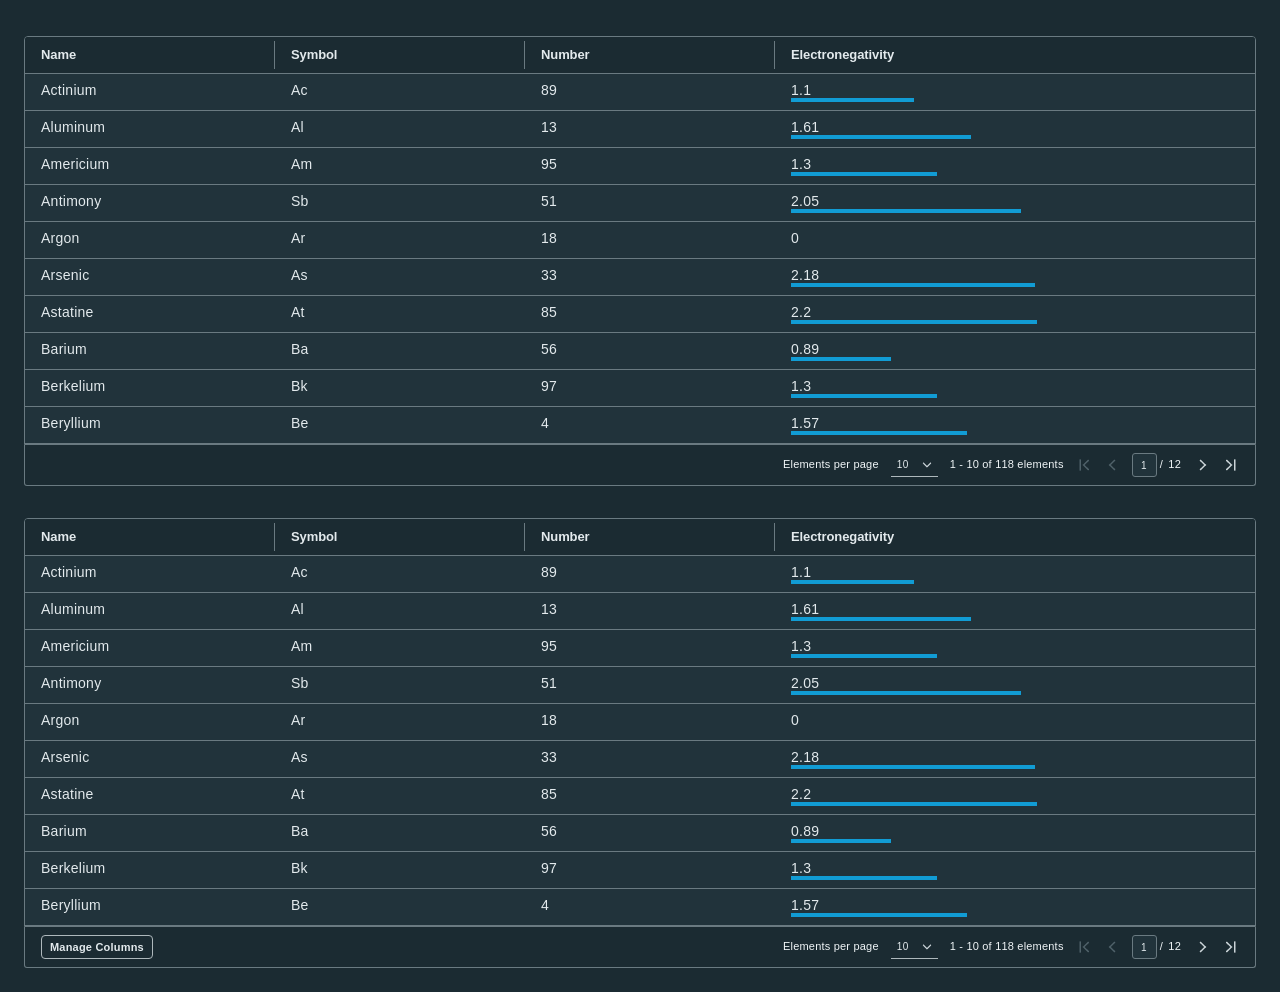 Name Symbol Number Electronegativity
Actinium Ac 89 1.1
Aluminum Al 13 1.61
Americium Am 95 1.3
Antimony Sb 51 2.05
Argon Ar 18 0
Arsenic As 33 2.18
Astatine At 85 2.2
Barium Ba 56 0.89
Berkelium Bk 97 1.3
Beryllium Be 4 1.57
Elements per page 10 1 - 10 of 118 elements 1 / 12
Name Symbol Number Electronegativity
Actinium Ac 89 1.1
Aluminum Al 13 1.61
Americium Am 95 1.3
Antimony Sb 51 2.05
Argon Ar 18 0
Arsenic As 33 2.18
Astatine At 85 2.2
Barium Ba 56 0.89
Berkelium Bk 97 1.3
Beryllium Be 4 1.57
Manage Columns Elements per page 10 1 - 10 of 118 elements 1 / 12